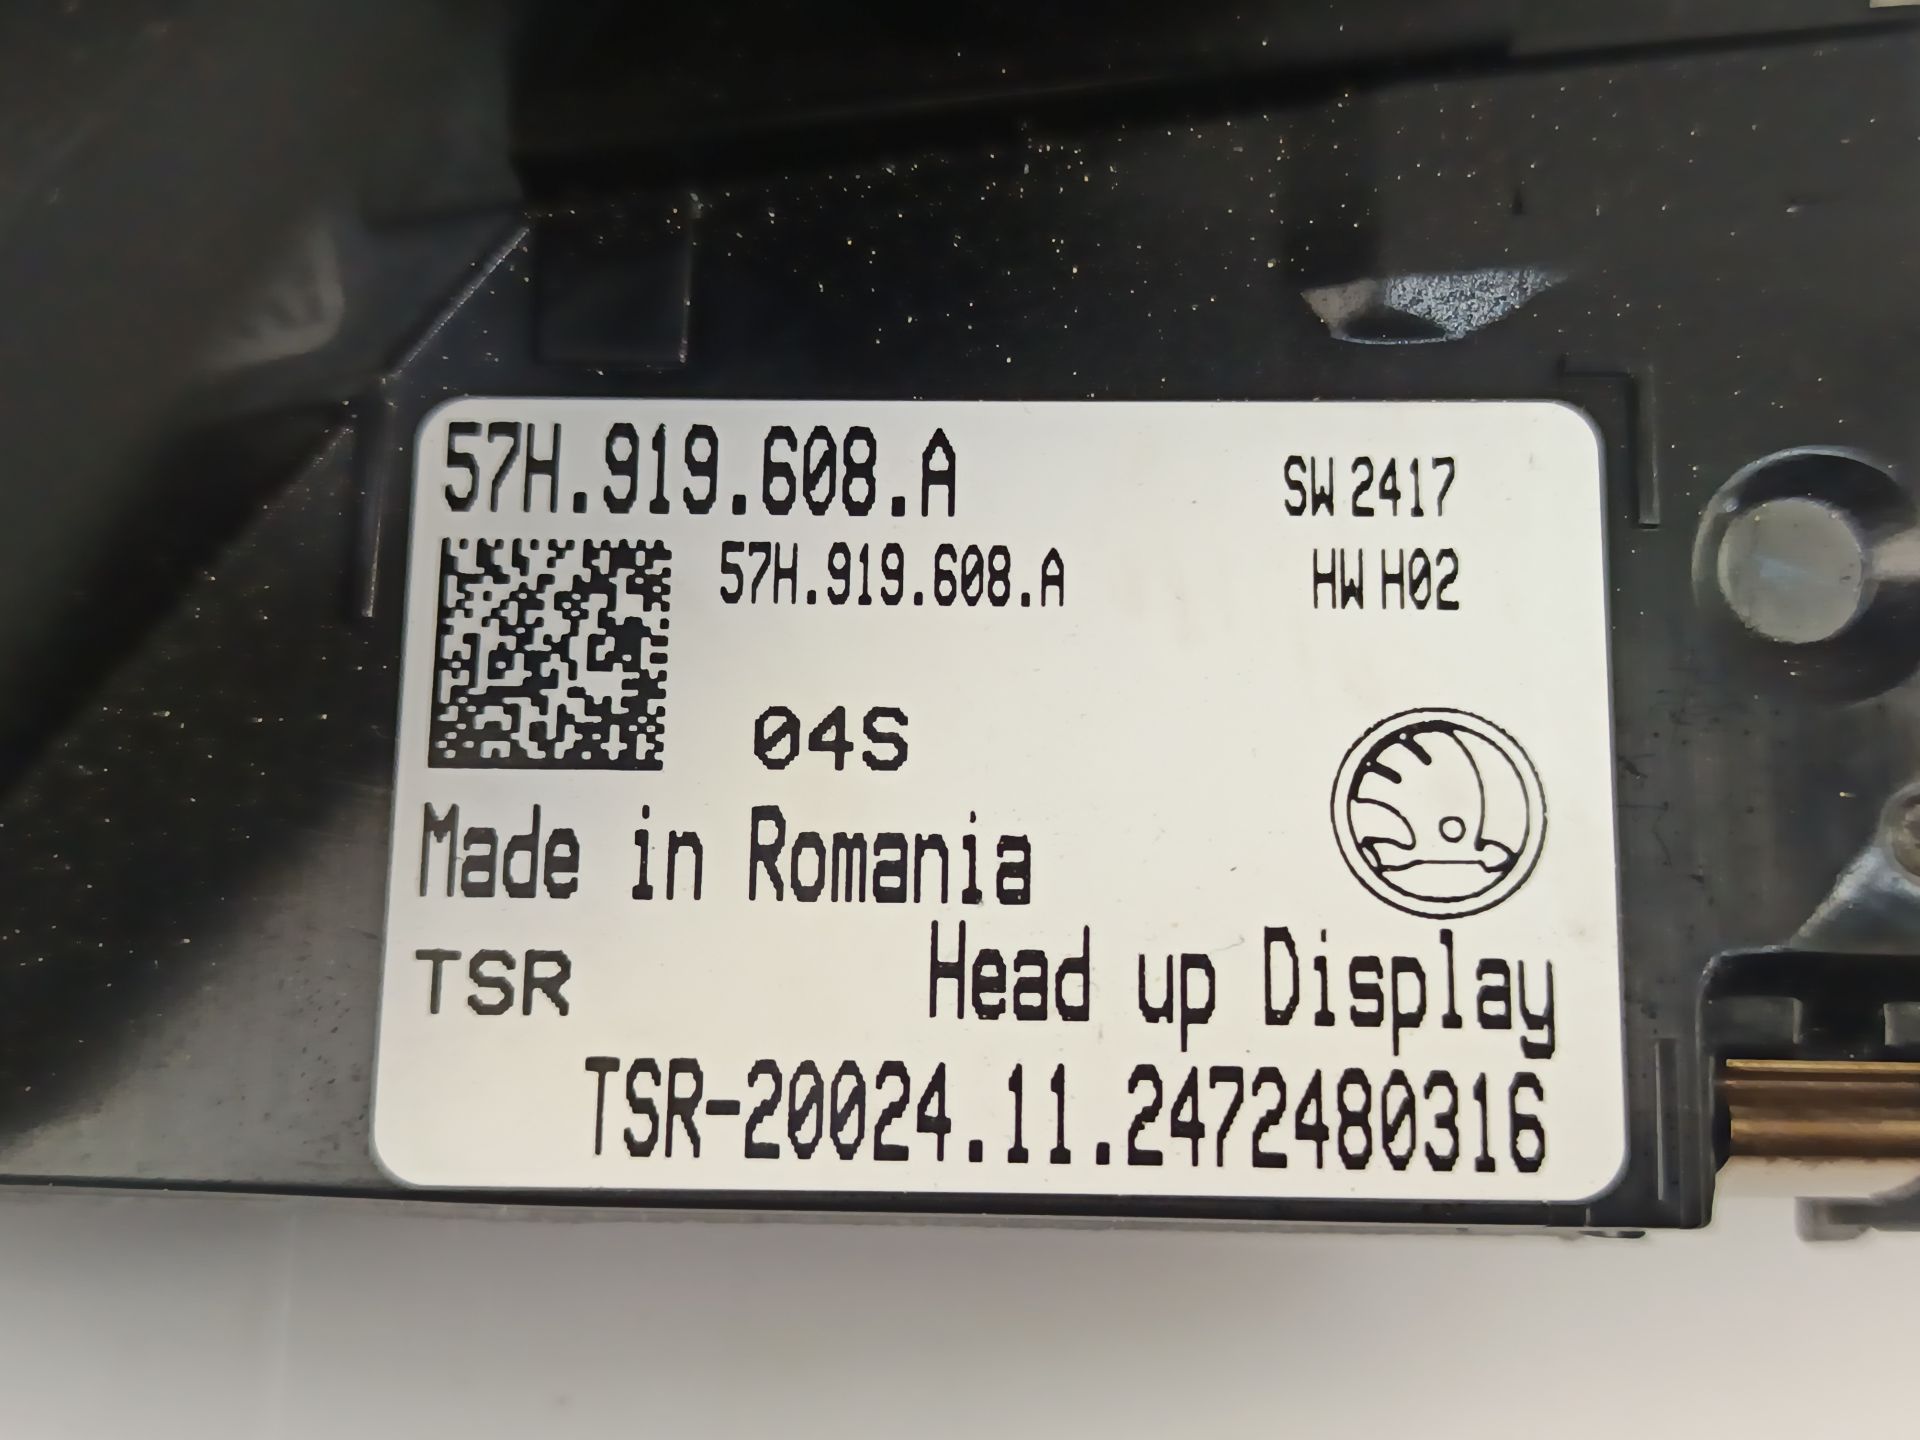 57H.919.608.A
SW 2417
57H.919.608.A
HW H02
04S
Made in Romania
TSR
Head up Display
TSR-20024.11.2472480316